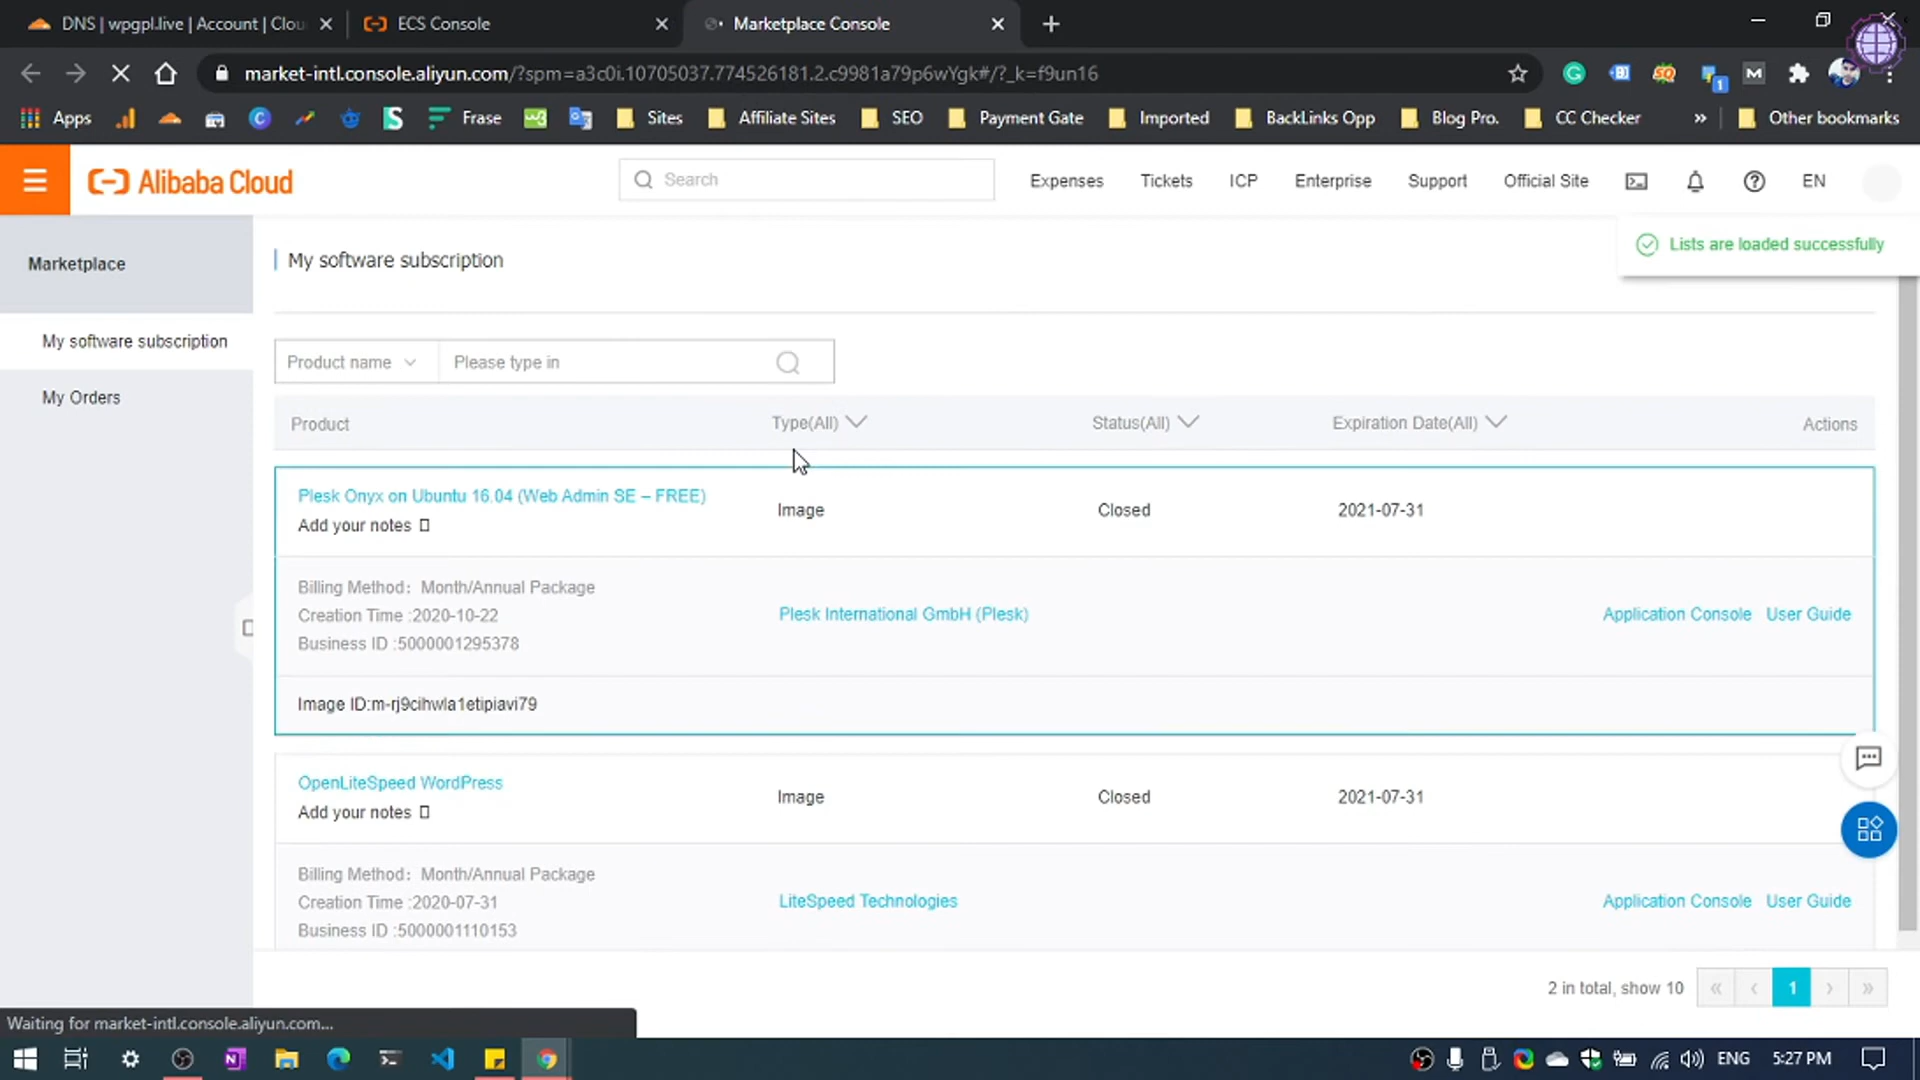 DNS | wpgpl.live | Account | Clou
ECS Console
Marketplace Console
market-intl.console.aliyun.com/?spm=a3c0i.10705037.774526181.2.c9981a79p6wYgk#/?_k=f9un16
Apps
Frase
Sites
Affiliate Sites
SEO
Payment Gate
Imported
BackLinks Opp
Blog Pro.
CC Checker
»
Other bookmarks
Alibaba Cloud
Search
Expenses
Tickets
ICP
Enterprise
Support
Official Site
EN
Marketplace
My software subscription
Lists are loaded successfully
My software subscription
My Orders
Product name
Please type in
Product
Type(All)
Status(All)
Expiration Date(All)
Actions
Plesk Onyx on Ubuntu 16.04 (Web Admin SE – FREE)
Add your notes
Image
Closed
2021-07-31
Billing Method： Month/Annual Package
Creation Time :2020-10-22
Business ID :5000001295378
Plesk International GmbH (Plesk)
Application Console
User Guide
Image ID:m-rj9cihwla1etipiavi79
OpenLiteSpeed WordPress
Add your notes
Image
Closed
2021-07-31
Billing Method： Month/Annual Package
Creation Time :2020-07-31
Business ID :5000001110153
LiteSpeed Technologies
Application Console
User Guide
2 in total, show 10
« ‹ 1 › »
Waiting for market-intl.console.aliyun.com...
ENG
5:27 PM